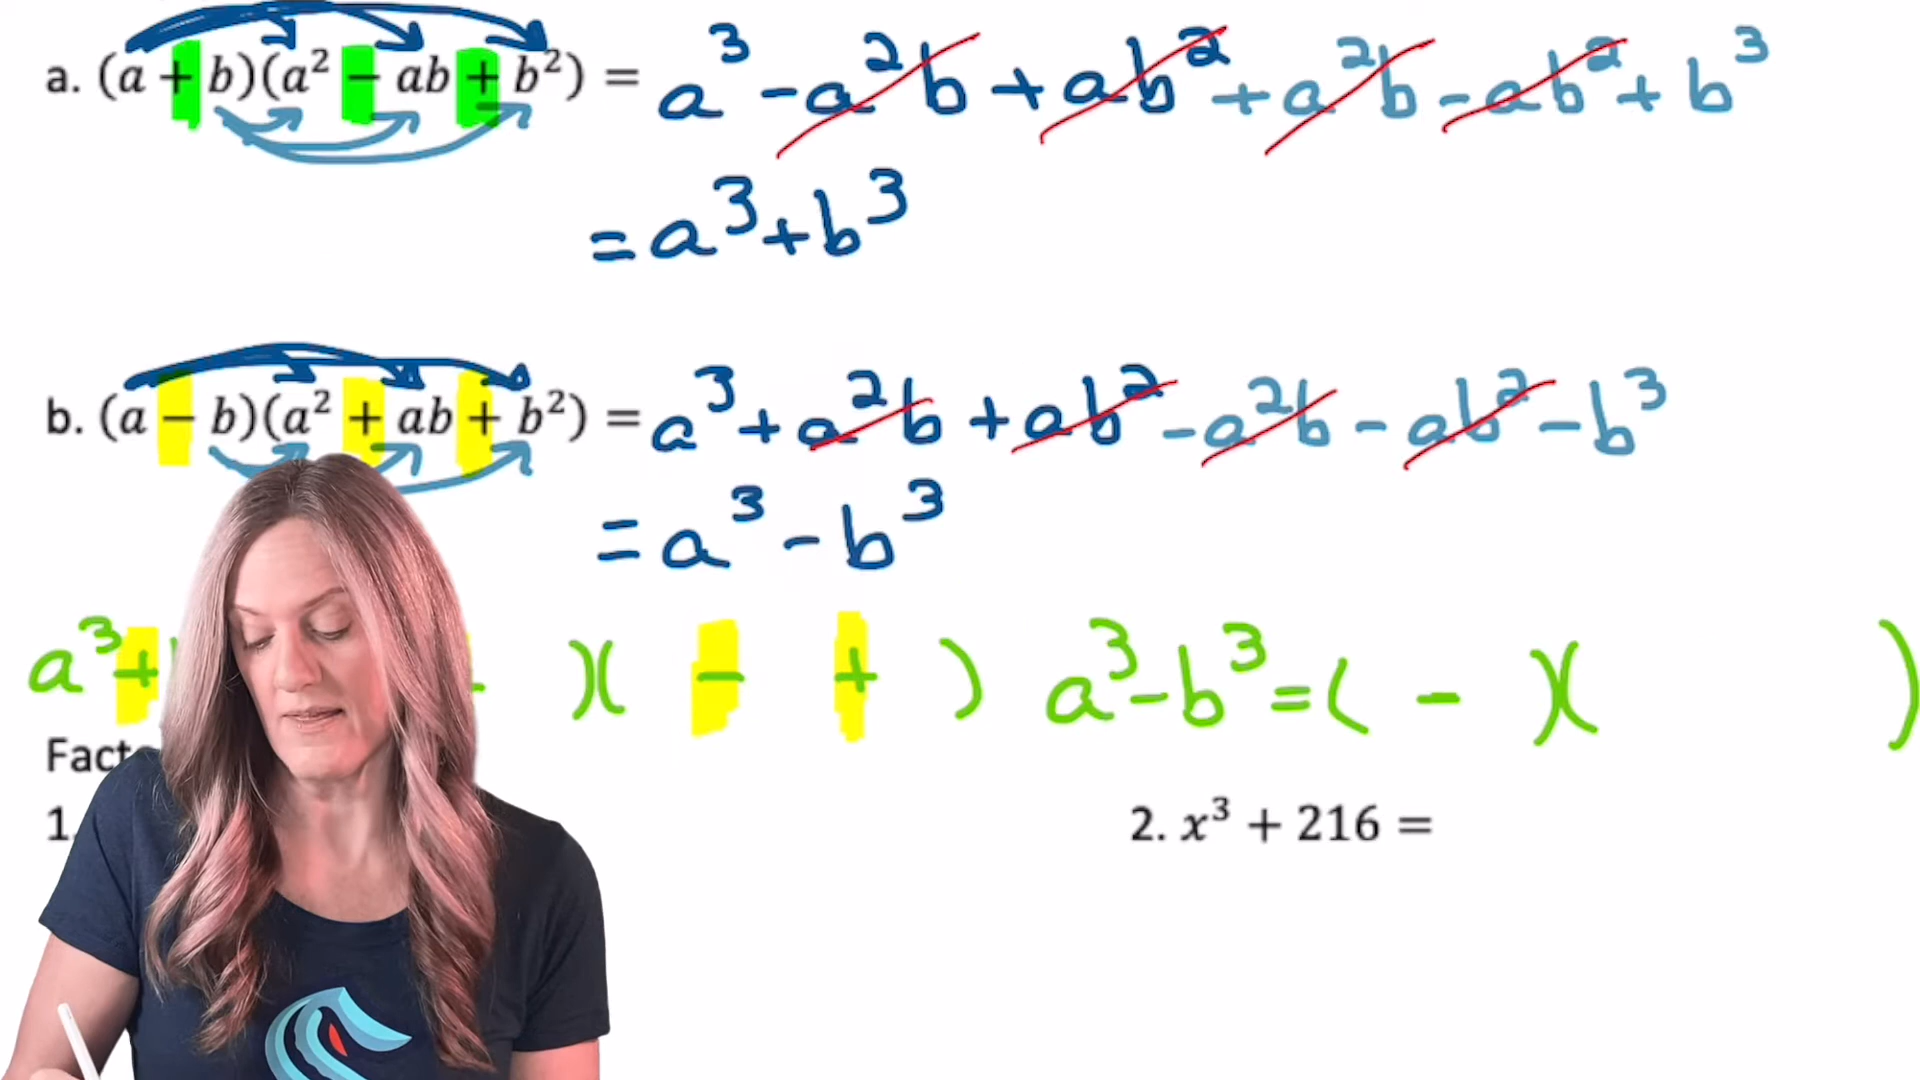 a. (a + b)(a² − ab + b²) = a³ - a²b + ab² + a²b - ab² + b³
= a³ + b³
b. (a − b)(a² + ab + b²) = a³ + a²b + ab² - a²b - ab² - b³
= a³ - b³
a³ + )( - + ) a³ - b³ = ( - )( )
1. 2. x³ + 216 =